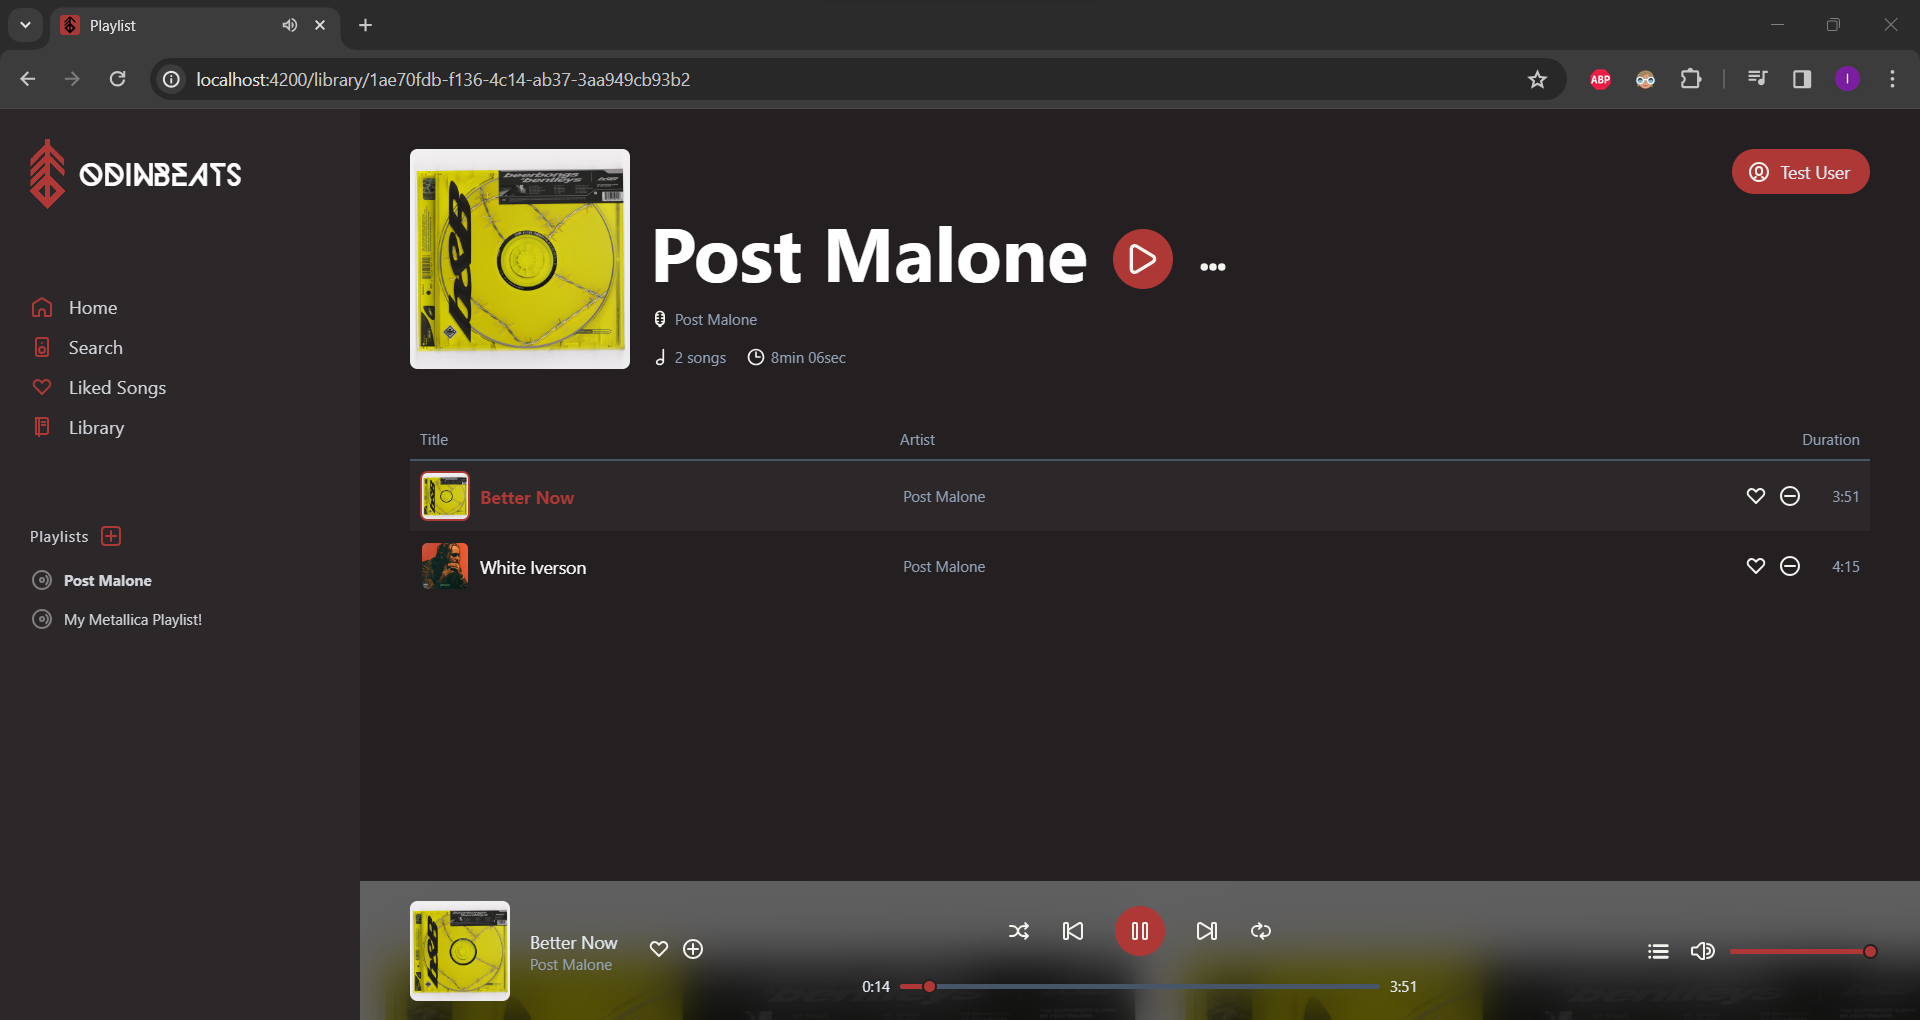 Playlist
localhost:4200/library/1ae70fdb-f136-4c14-ab37-3aa949cb93b2
ABP
I
ODINBEATS
Test User
beerbongs
bentleys
Post Malone
Post Malone
2 songs
8min 06sec
Home
Search
Liked Songs
Library
Title
Artist
Duration
Better Now
Post Malone
3:51
White Iverson
Post Malone
4:15
Playlists
Post Malone
My Metallica Playlist!
Better Now
Post Malone
0:14
3:51